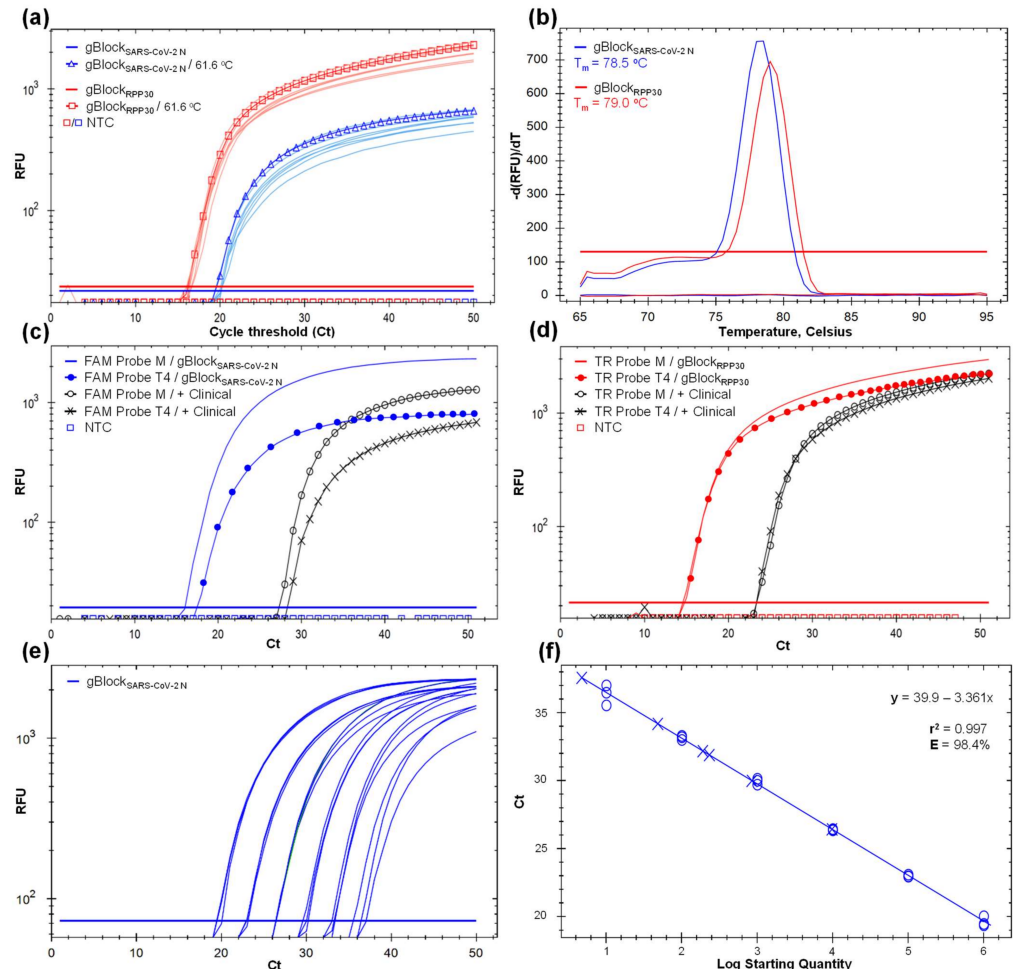 (a)
gBlockSARS-CoV-2 N
gBlockSARS-CoV-2 N / 61.6 ºC
gBlockRPP30
gBlockRPP30 / 61.6 ºC
NTC
RFU
10³
10²
0 10 20 30 40 50
Cycle threshold (Ct)
(b)
gBlockSARS-CoV-2 N
Tm = 78.5 ºC
gBlockRPP30
Tm = 79.0 ºC
-d(RFU)/dT
700
600
500
400
300
200
100
0
65 70 75 80 85 90 95
Temperature, Celsius
(c)
FAM Probe M / gBlockSARS-CoV-2 N
FAM Probe T4 / gBlockSARS-CoV-2 N
FAM Probe M / + Clinical
FAM Probe T4 / + Clinical
NTC
RFU
10³
10²
0 10 20 30 40 50
Ct
(d)
TR Probe M / gBlockRPP30
TR Probe T4 / gBlockRPP30
TR Probe M / + Clinical
TR Probe T4 / + Clinical
NTC
RFU
10³
10²
0 10 20 30 40 50
Ct
(e)
gBlockSARS-CoV-2 N
RFU
10³
10²
0 10 20 30 40 50
Ct
(f)
y = 39.9 – 3.361x
r² = 0.997
E = 98.4%
Ct
35
30
25
20
1 2 3 4 5 6
Log Starting Quantity